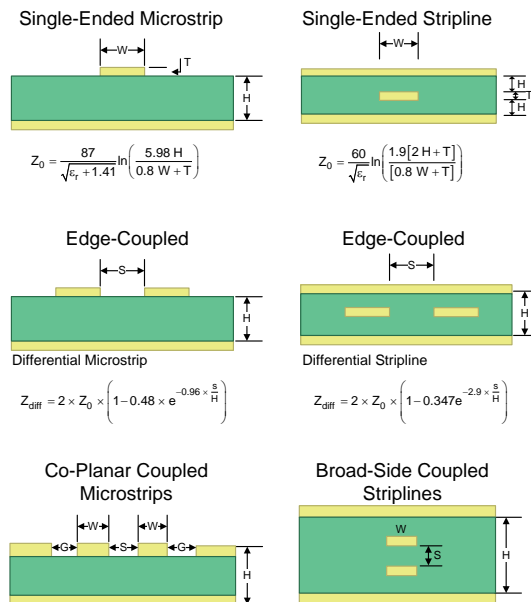 Single-Ended Microstrip
W
T
H
Z0 = 87 / √(εr + 1.41) ln(5.98 H / 0.8 W + T)
Single-Ended Stripline
W
H
T
H
Z0 = 60 / √εr ln(1.9[2 H + T] / [0.8 W + T])
Edge-Coupled
S
H
Differential Microstrip
Zdiff = 2 × Z0 × (1 − 0.48 × e^(−0.96 × s/H))
Edge-Coupled
S
H
Differential Stripline
Zdiff = 2 × Z0 × (1 − 0.347e^(−2.9 × s/H))
Co-Planar Coupled
Microstrips
W W
G S G
H
Broad-Side Coupled
Striplines
W
S
H